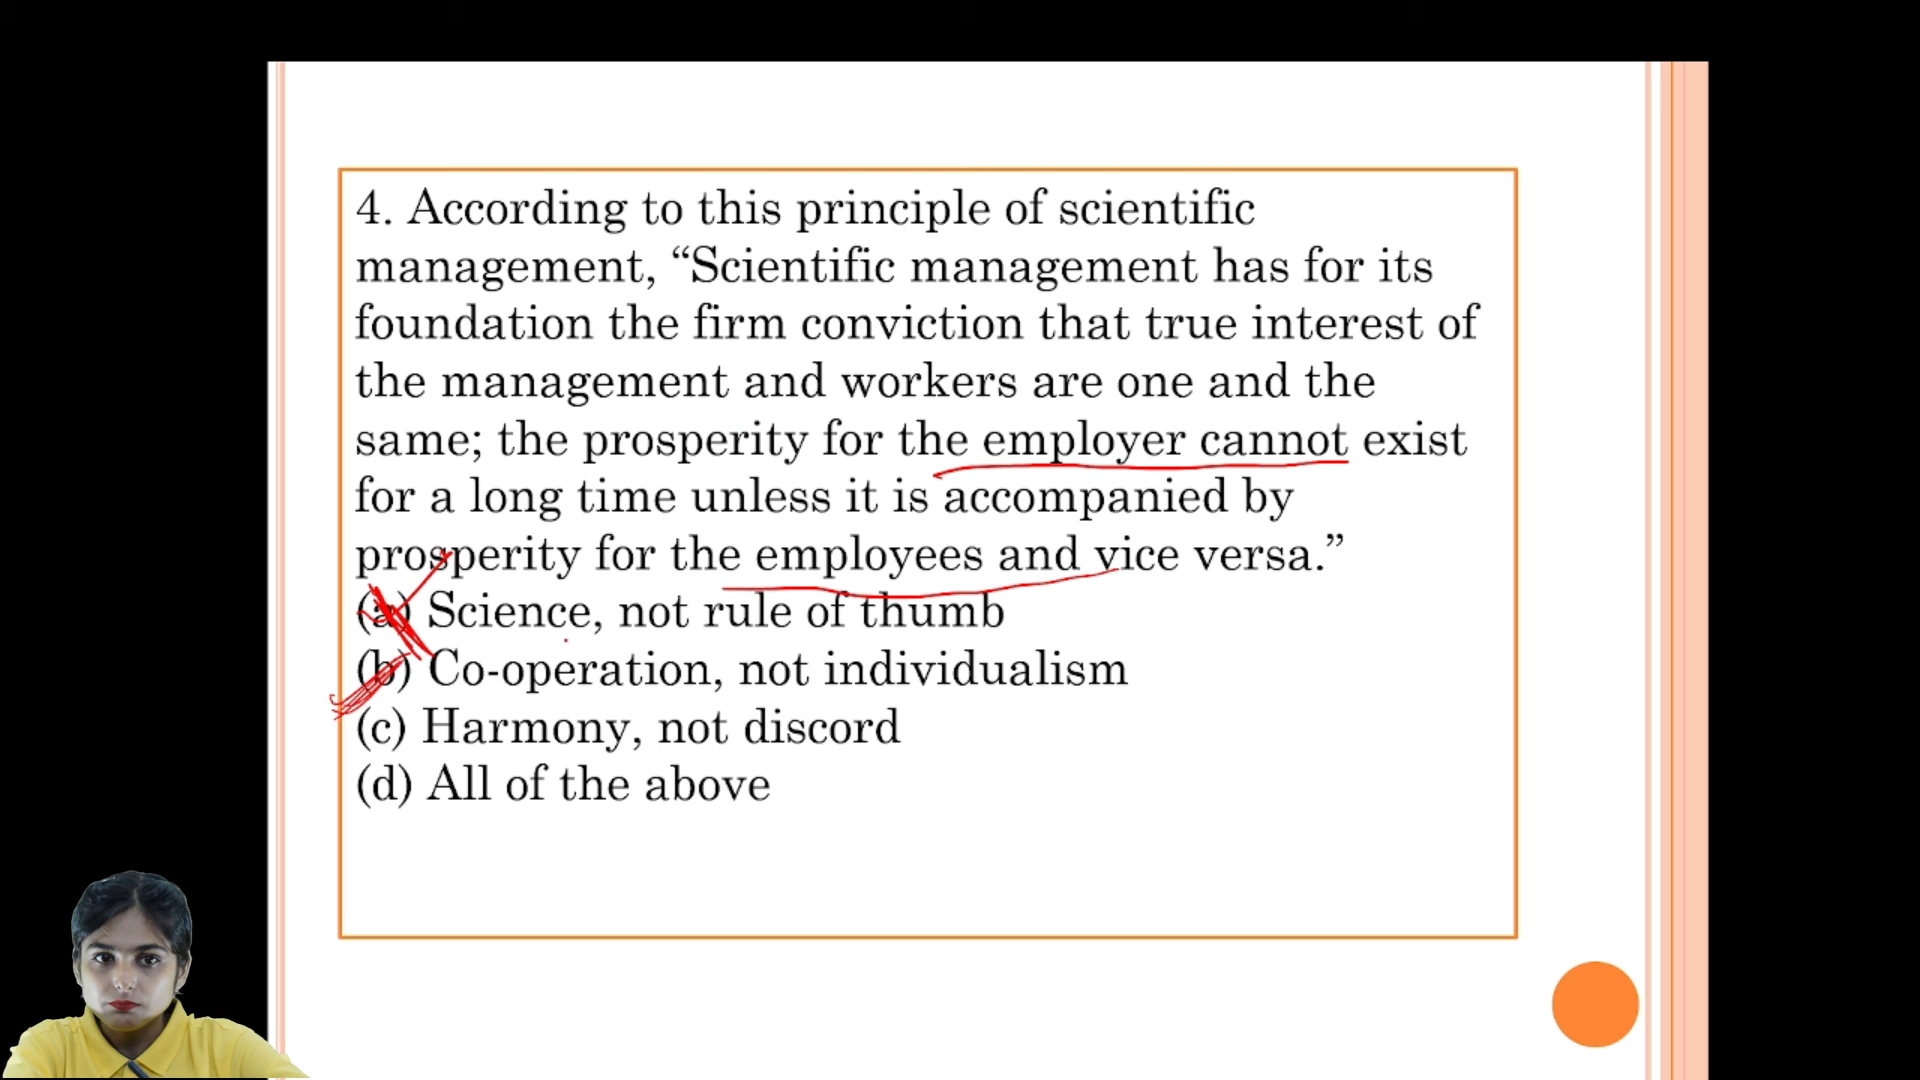 4. According to this principle of scientific
management, “Scientific management has for its
foundation the firm conviction that true interest of
the management and workers are one and the
same; the prosperity for the employer cannot exist
for a long time unless it is accompanied by
prosperity for the employees and vice versa.”
(a) Science, not rule of thumb
(b) Co-operation, not individualism
(c) Harmony, not discord
(d) All of the above